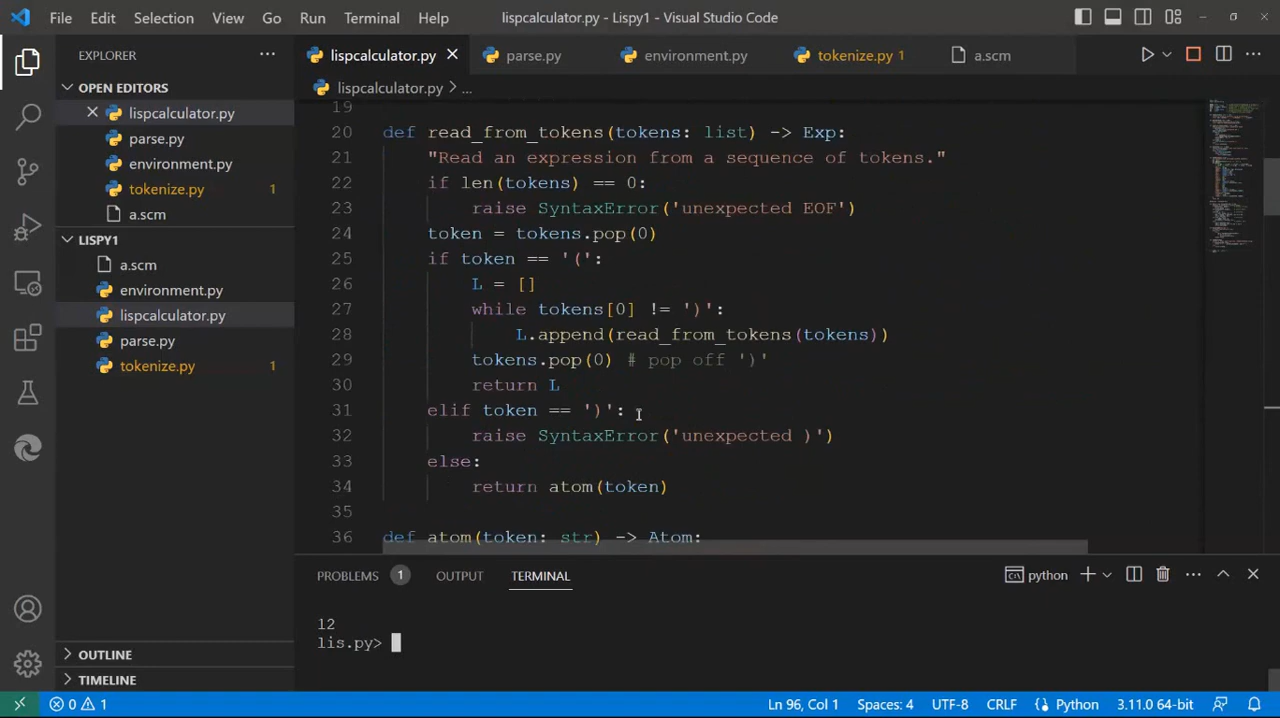 File Edit Selection View Go Run Terminal Help lispcalculator.py - Lispy1 - Visual Studio Code
EXPLORER
OPEN EDITORS
lispcalculator.py
parse.py
environment.py
tokenize.py 1
a.scm
LISPY1
a.scm
environment.py
lispcalculator.py
parse.py
tokenize.py 1
OUTLINE
TIMELINE
lispcalculator.py parse.py environment.py tokenize.py 1 a.scm
lispcalculator.py > ...
19
20 def read_from_tokens(tokens: list) -> Exp:
21 "Read an expression from a sequence of tokens."
22 if len(tokens) == 0:
23 raise SyntaxError('unexpected EOF')
24 token = tokens.pop(0)
25 if token == '(':
26 L = []
27 while tokens[0] != ')':
28 L.append(read_from_tokens(tokens))
29 tokens.pop(0) # pop off ')'
30 return L
31 elif token == ')':
32 raise SyntaxError('unexpected )')
33 else:
34 return atom(token)
35
36 def atom(token: str) -> Atom:
PROBLEMS 1 OUTPUT TERMINAL python
12
lis.py>
0 1 Ln 96, Col 1 Spaces: 4 UTF-8 CRLF Python 3.11.0 64-bit